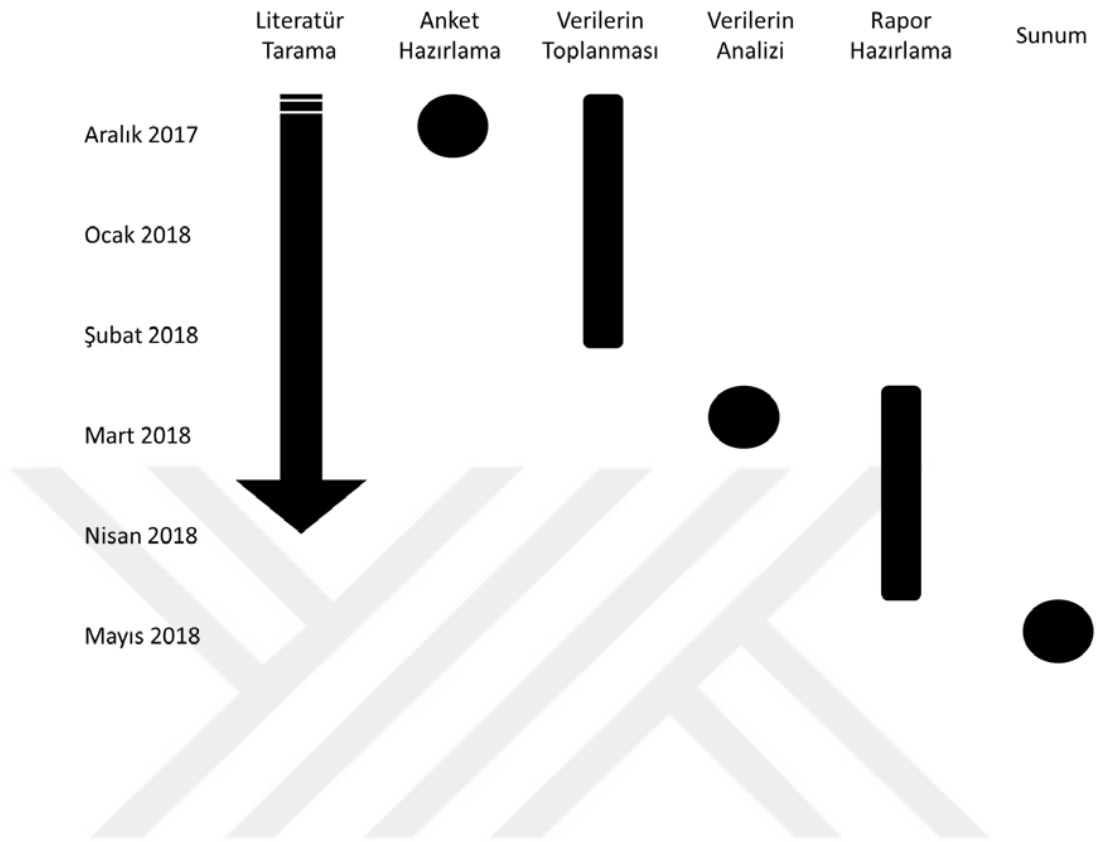 Literatür
Tarama
Anket
Hazırlama
Verilerin
Toplanması
Verilerin
Analizi
Rapor
Hazırlama
Sunum
Aralık 2017
Ocak 2018
Şubat 2018
Mart 2018
Nisan 2018
Mayıs 2018